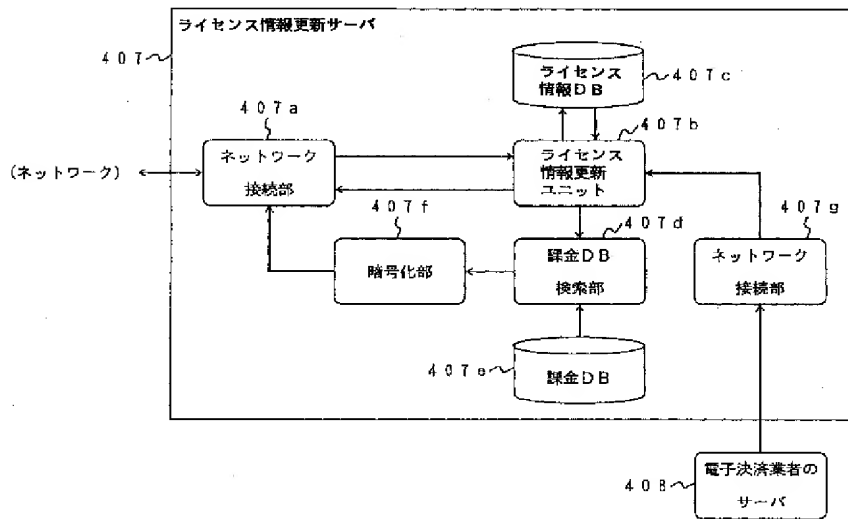 ライセンス情報更新サーバ
407
ライセンス
情報DB
407c
407a
407b
(ネットワーク)
ネットワーク
接続部
ライセンス
情報更新
ユニット
407f
407d
407g
暗号化部
課金DB
検索部
ネットワーク
接続部
407e
課金DB
408
電子決済業者の
サーバ